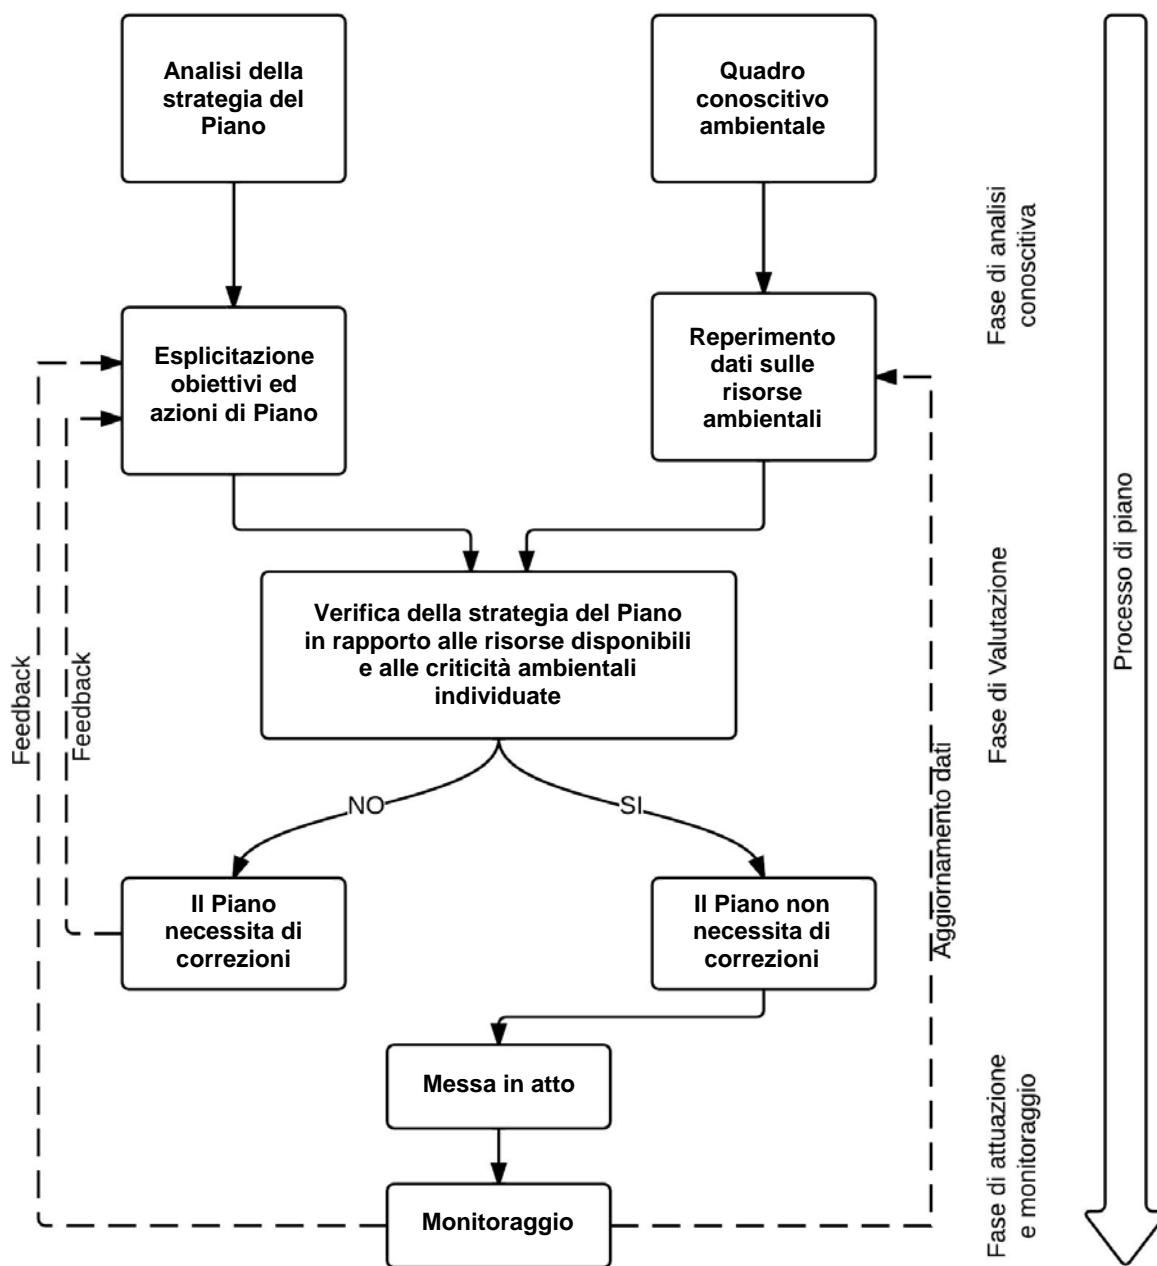 Analisi della
strategia del
Piano
Quadro
conoscitivo
ambientale
Fase di analisi
conoscitiva
Esplicitazione
obiettivi ed
azioni di Piano
Reperimento
dati sulle
risorse
ambientali
Processo di piano
Verifica della strategia del Piano
in rapporto alle risorse disponibili
e alle criticità ambientali
individuate
Fase di Valutazione
Feedback
Feedback
Aggiornamento dati
NO
SI
Il Piano
necessita di
correzioni
Il Piano non
necessita di
correzioni
Messa in atto
Fase di attuazione
e monitoraggio
Monitoraggio